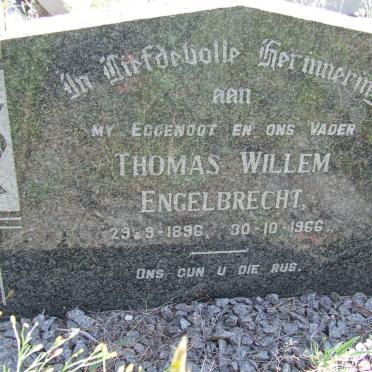 In Liefdevolle Herinnering
aan
MY EGGENOOT EN ONS VADER
THOMAS WILLEM
ENGELBRECHT.
29-9-1896, 30-10-1966.
ONS GUN U DIE RUS.